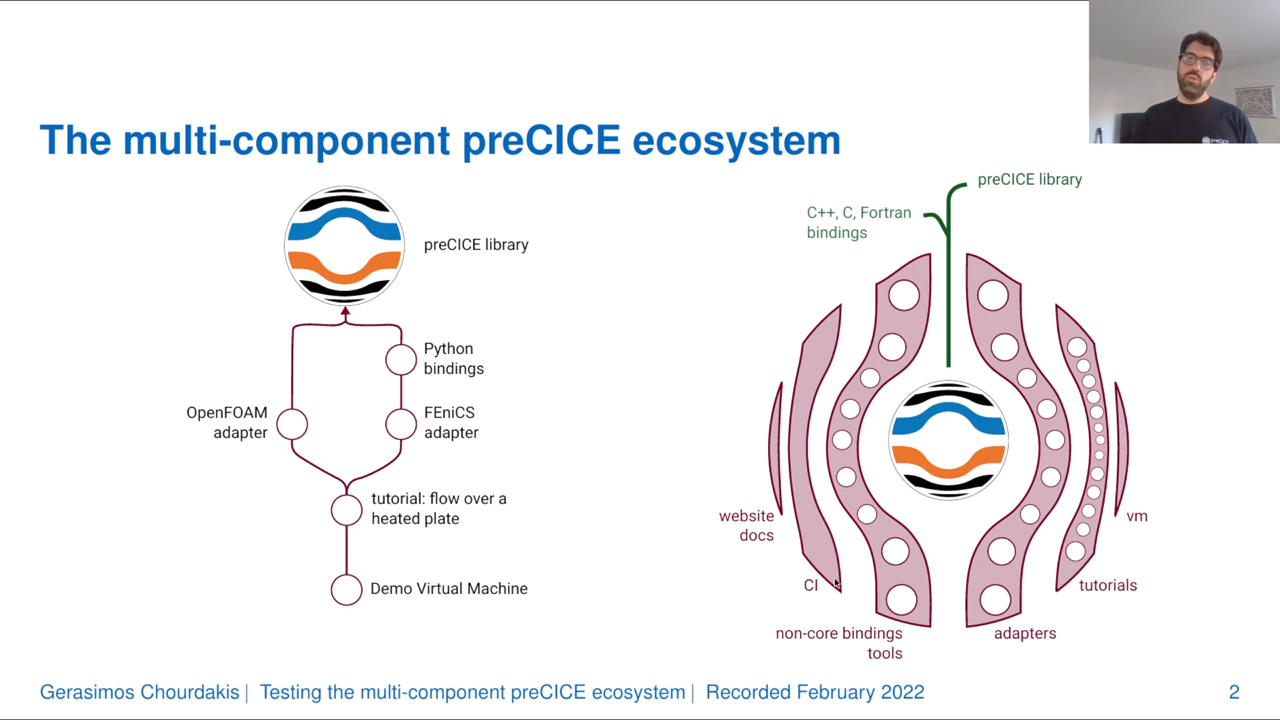 The multi-component preCICE ecosystem
preCICE library
Python
bindings
OpenFOAM
adapter
FEniCS
adapter
tutorial: flow over a
heated plate
Demo Virtual Machine
preCICE library
C++, C, Fortran
bindings
website
docs
CI
non-core bindings
tools
adapters
tutorials
vm
Gerasimos Chourdakis | Testing the multi-component preCICE ecosystem | Recorded February 2022
2
preCICE